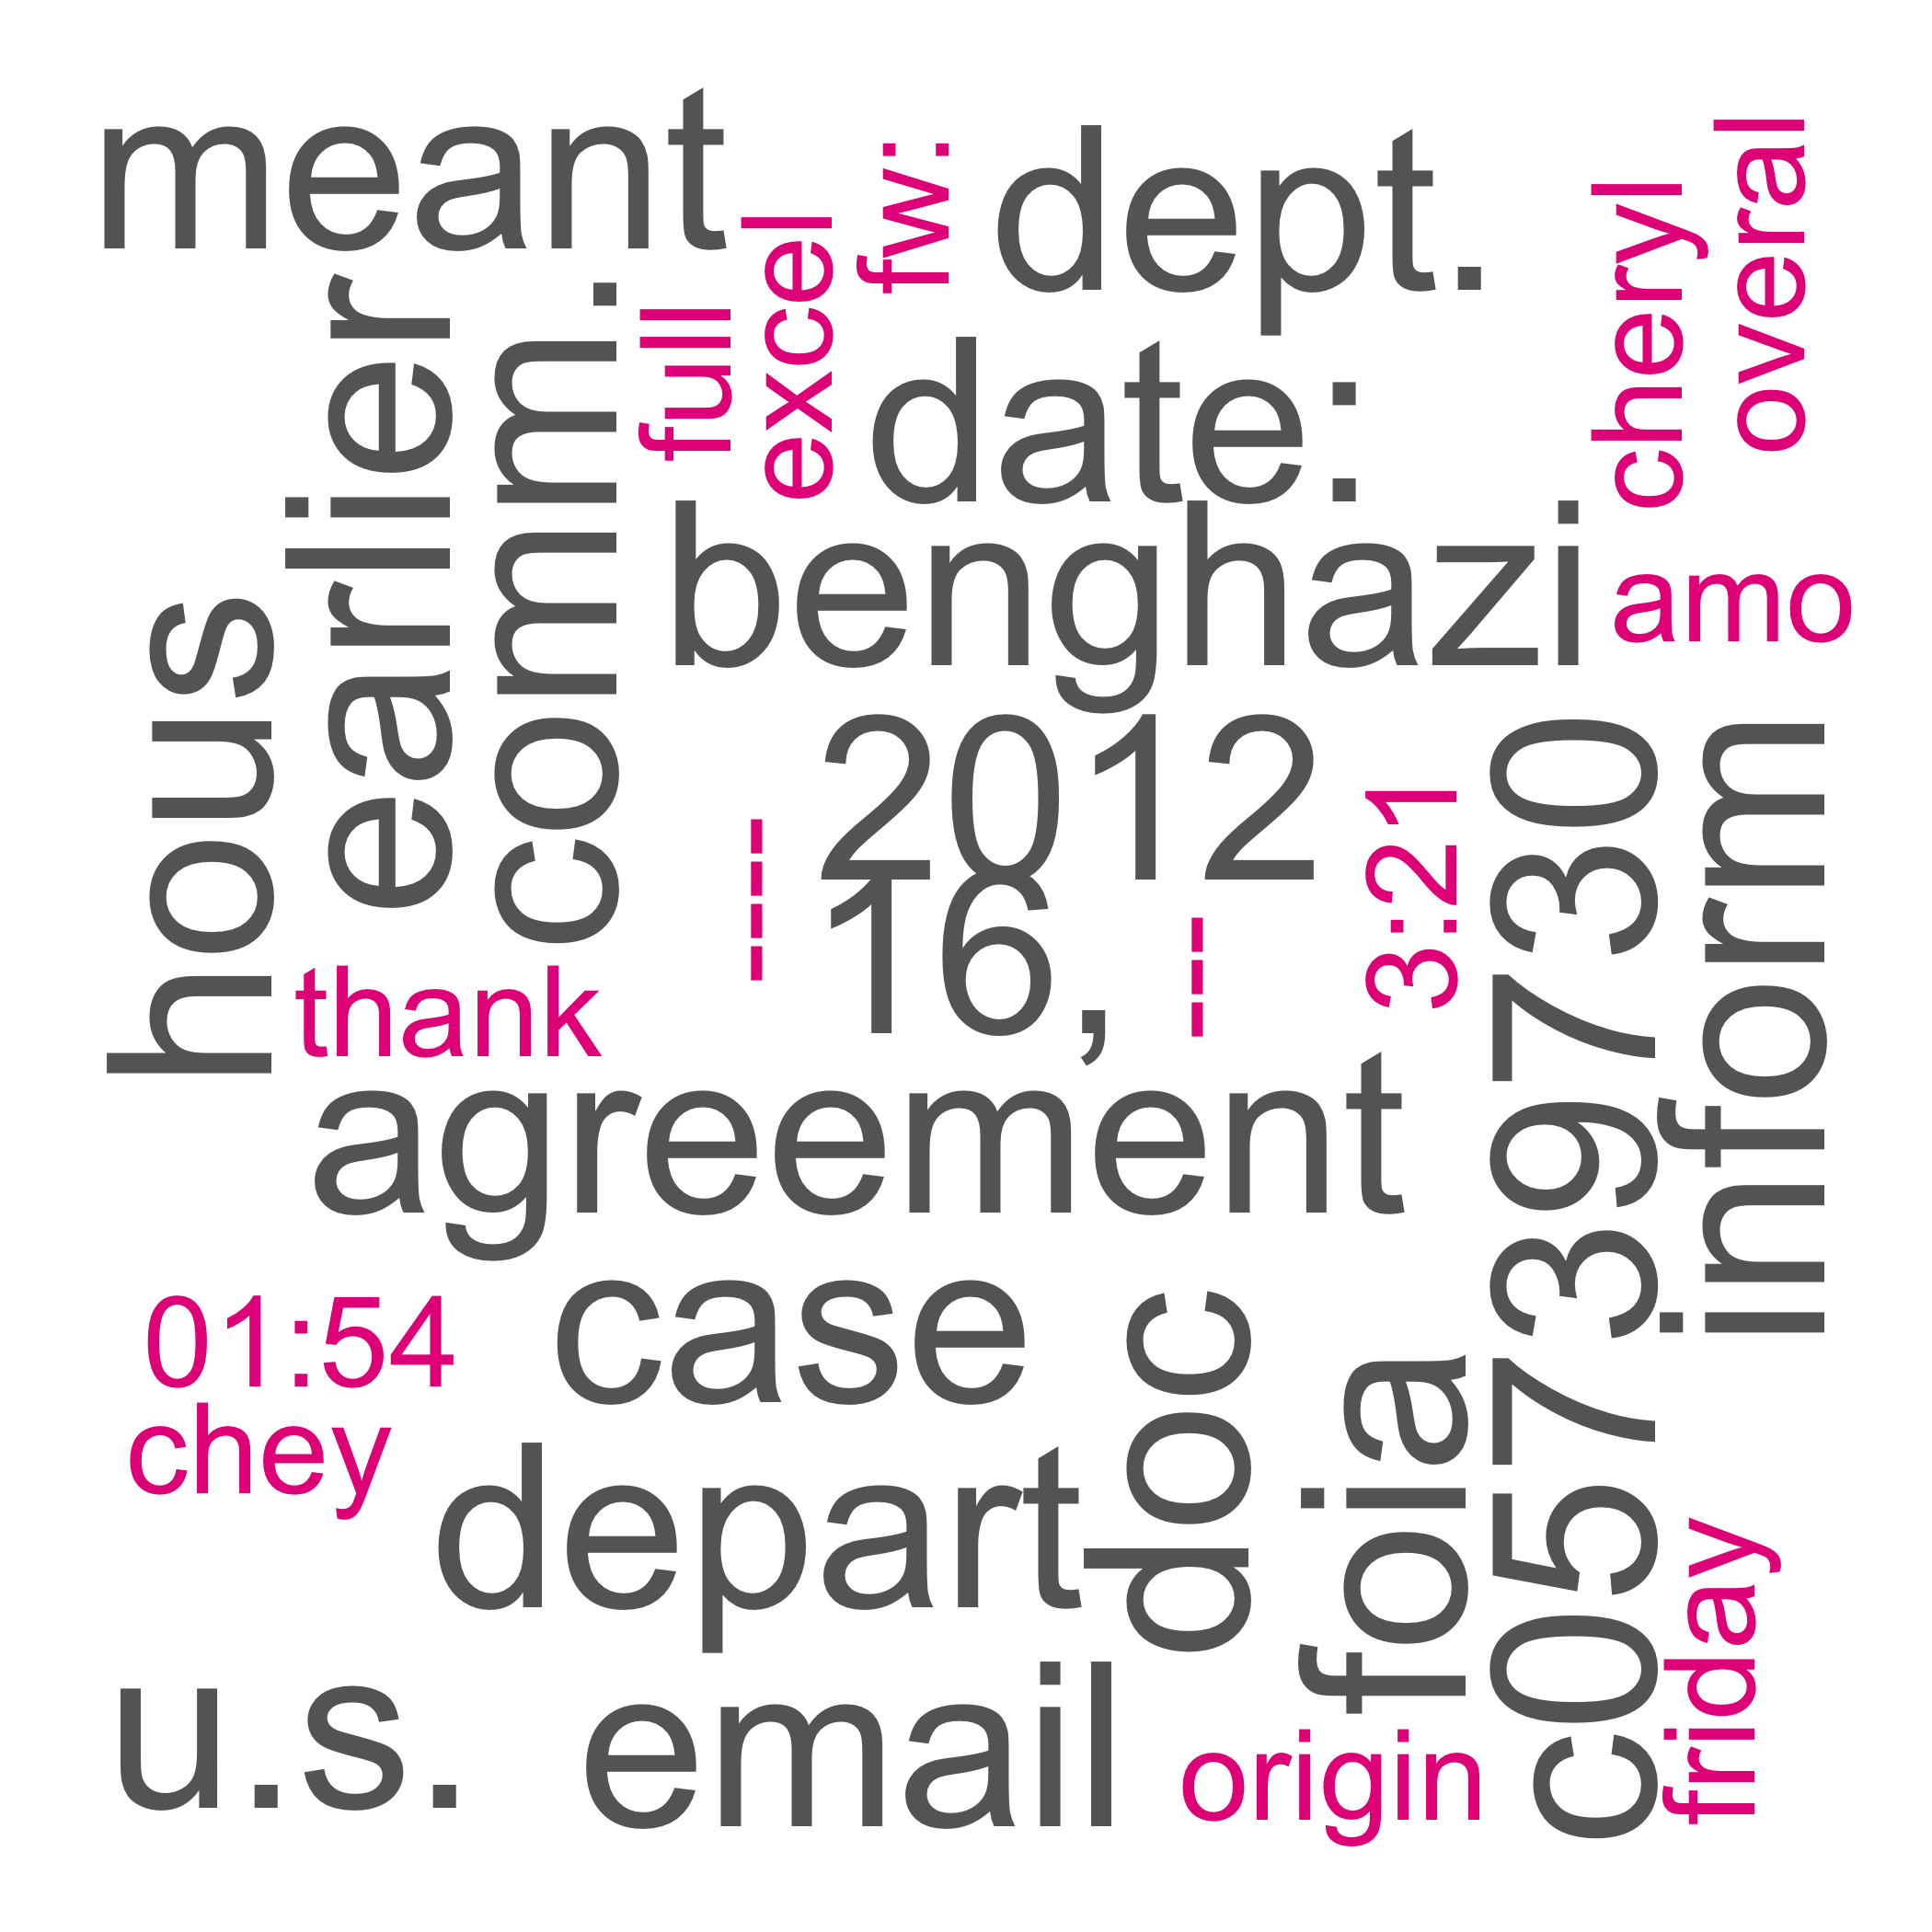 meant
fw:
dept.
cheryl
overal
full
excel
earlier
comm.
date:
benghazi
amo
hous
2012
-----
16,
---
3:21
c05739730
inform
thank
agreement
01:54
case
chey
depart
doc
foia
friday
u.s.
email
origin